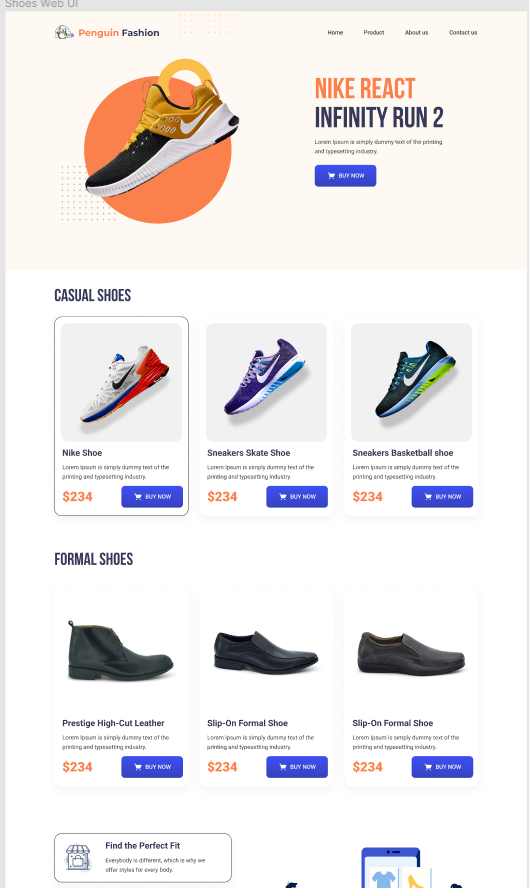 Shoes Web UI
Penguin Fashion
Home Product About us Contact us
NIKE REACT
INFINITY RUN 2
Lorem Ipsum is simply dummy text of the printing
and typesetting industry.
BUY NOW
CASUAL SHOES
Nike Shoe
Lorem Ipsum is simply dummy text of the
printing and typesetting industry.
$234 BUY NOW
Sneakers Skate Shoe
Lorem Ipsum is simply dummy text of the
printing and typesetting industry.
$234 BUY NOW
Sneakers Basketball shoe
Lorem Ipsum is simply dummy text of the
printing and typesetting industry.
$234 BUY NOW
FORMAL SHOES
Prestige High-Cut Leather
Lorem Ipsum is simply dummy text of the
printing and typesetting industry.
$234 BUY NOW
Slip-On Formal Shoe
Lorem Ipsum is simply dummy text of the
printing and typesetting industry.
$234 BUY NOW
Slip-On Formal Shoe
Lorem Ipsum is simply dummy text of the
printing and typesetting industry.
$234 BUY NOW
Find the Perfect Fit
Everybody is different, which is why we
offer styles for every body.